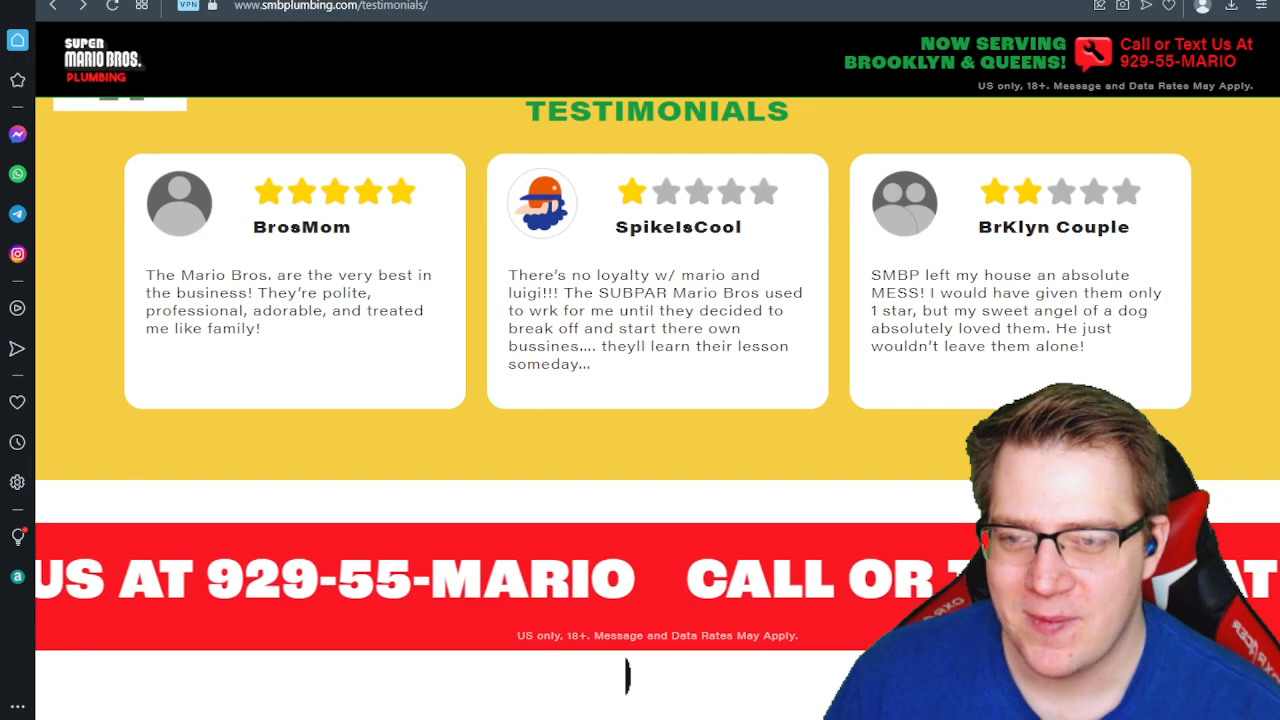 VPN
www.smbplumbing.com/testimonials/
SUPER
MARIO BROS.
PLUMBING
NOW SERVING
BROOKLYN & QUEENS!
Call or Text Us At
929-55-MARIO
US only, 18+. Message and Data Rates May Apply.
TESTIMONIALS
BrosMom
The Mario Bros. are the very best in
the business! They're polite,
professional, adorable, and treated
me like family!
SpikeIsCool
There's no loyalty w/ mario and
luigi!!! The SUBPAR Mario Bros used
to wrk for me until they decided to
break off and start there own
bussines.... theyll learn their lesson
someday...
BrKlyn Couple
SMBP left my house an absolute
MESS! I would have given them only
1 star, but my sweet angel of a dog
absolutely loved them. He just
wouldn't leave them alone!
US AT 929-55-MARIO CALL OR T AT
US only, 18+. Message and Data Rates May Apply.
a